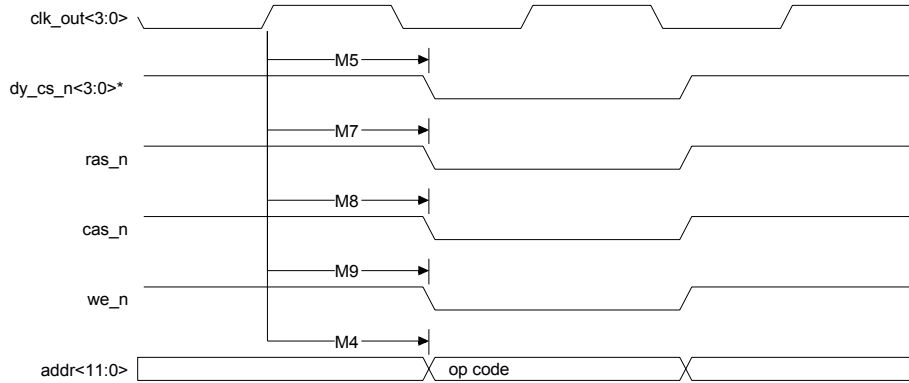 clk_out<3:0>
M5
dy_cs_n<3:0>*
M7
ras_n
M8
cas_n
M9
we_n
M4
addr<11:0>
op code